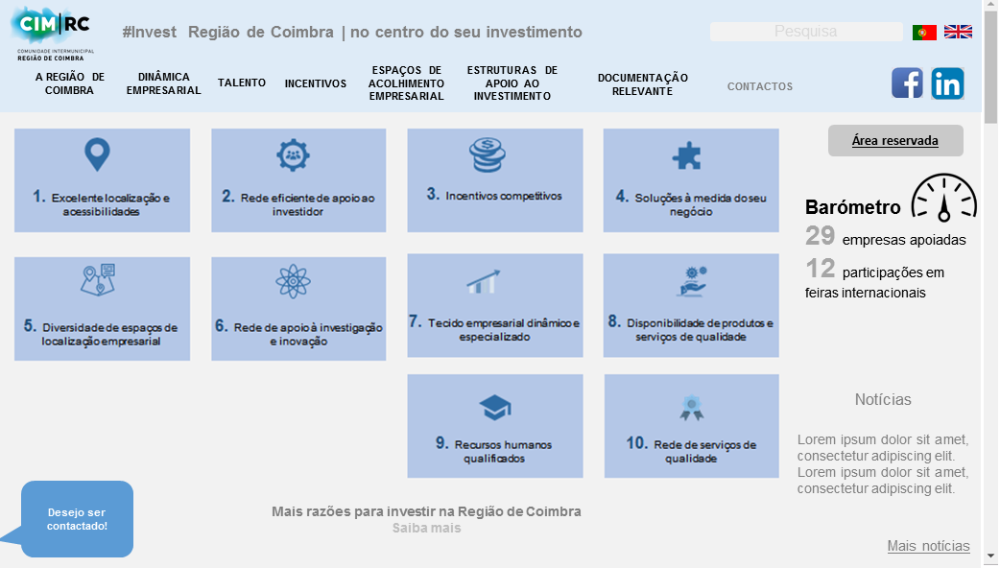 CIM|RC
COMUNIDADE INTERMUNICIPAL
REGIÃO DE COIMBRA
#Invest Região de Coimbra | no centro do seu investimento
Pesquisa
A REGIÃO DE
COIMBRA
DINÂMICA
EMPRESARIAL
TALENTO
INCENTIVOS
ESPAÇOS DE
ACOLHIMENTO
EMPRESARIAL
ESTRUTURAS DE
APOIO AO
INVESTIMENTO
DOCUMENTAÇÃO
RELEVANTE
CONTACTOS
f
in
1. Excelente localização e
acessibilidades
2. Rede eficiente de apoio ao
investidor
3. Incentivos competitivos
4. Soluções à medida do seu
negócio
Área reservada
Barómetro
29 empresas apoiadas
12 participações em
feiras internacionais
5. Diversidade de espaços de
localização empresarial
6. Rede de apoio à investigação
e inovação
7. Tecido empresarial dinâmico e
especializado
8. Disponibilidade de produtos e
serviços de qualidade
9. Recursos humanos
qualificados
10. Rede de serviços de
qualidade
Notícias
Lorem ipsum dolor sit amet,
consectetur adipiscing elit.
Lorem ipsum dolor sit amet,
consectetur adipiscing elit.
Desejo ser
contactado!
Mais razões para investir na Região de Coimbra
Saiba mais
Mais notícias